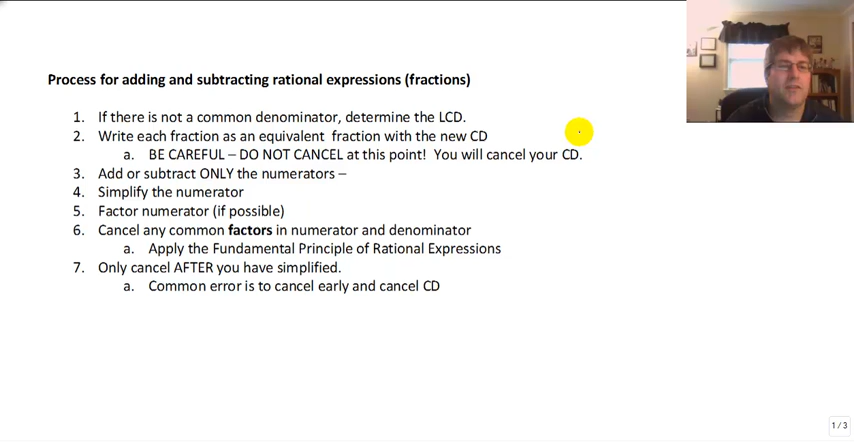 Process for adding and subtracting rational expressions (fractions)
1. If there is not a common denominator, determine the LCD.
2. Write each fraction as an equivalent fraction with the new CD
a. BE CAREFUL – DO NOT CANCEL at this point! You will cancel your CD.
3. Add or subtract ONLY the numerators –
4. Simplify the numerator
5. Factor numerator (if possible)
6. Cancel any common factors in numerator and denominator
a. Apply the Fundamental Principle of Rational Expressions
7. Only cancel AFTER you have simplified.
a. Common error is to cancel early and cancel CD
1 / 3